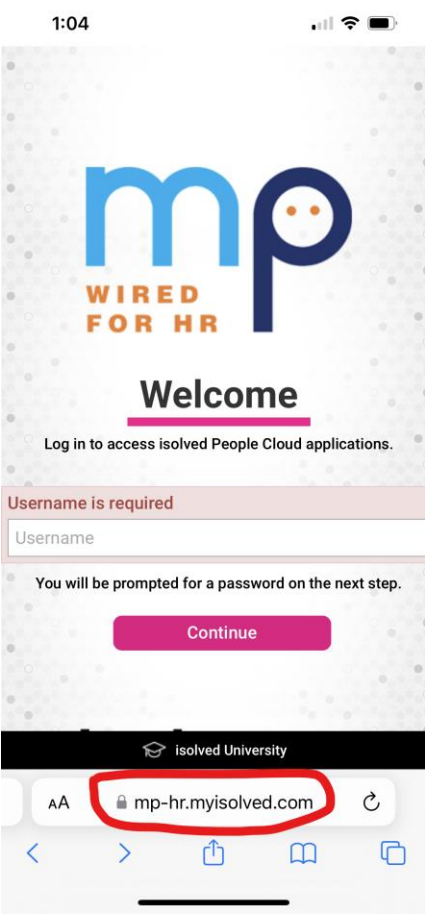 1:04
mp
WIRED
FOR HR
Welcome
Log in to access isolved People Cloud applications.
Username is required
Username
You will be prompted for a password on the next step.
Continue
isolved University
AA mp-hr.myisolved.com